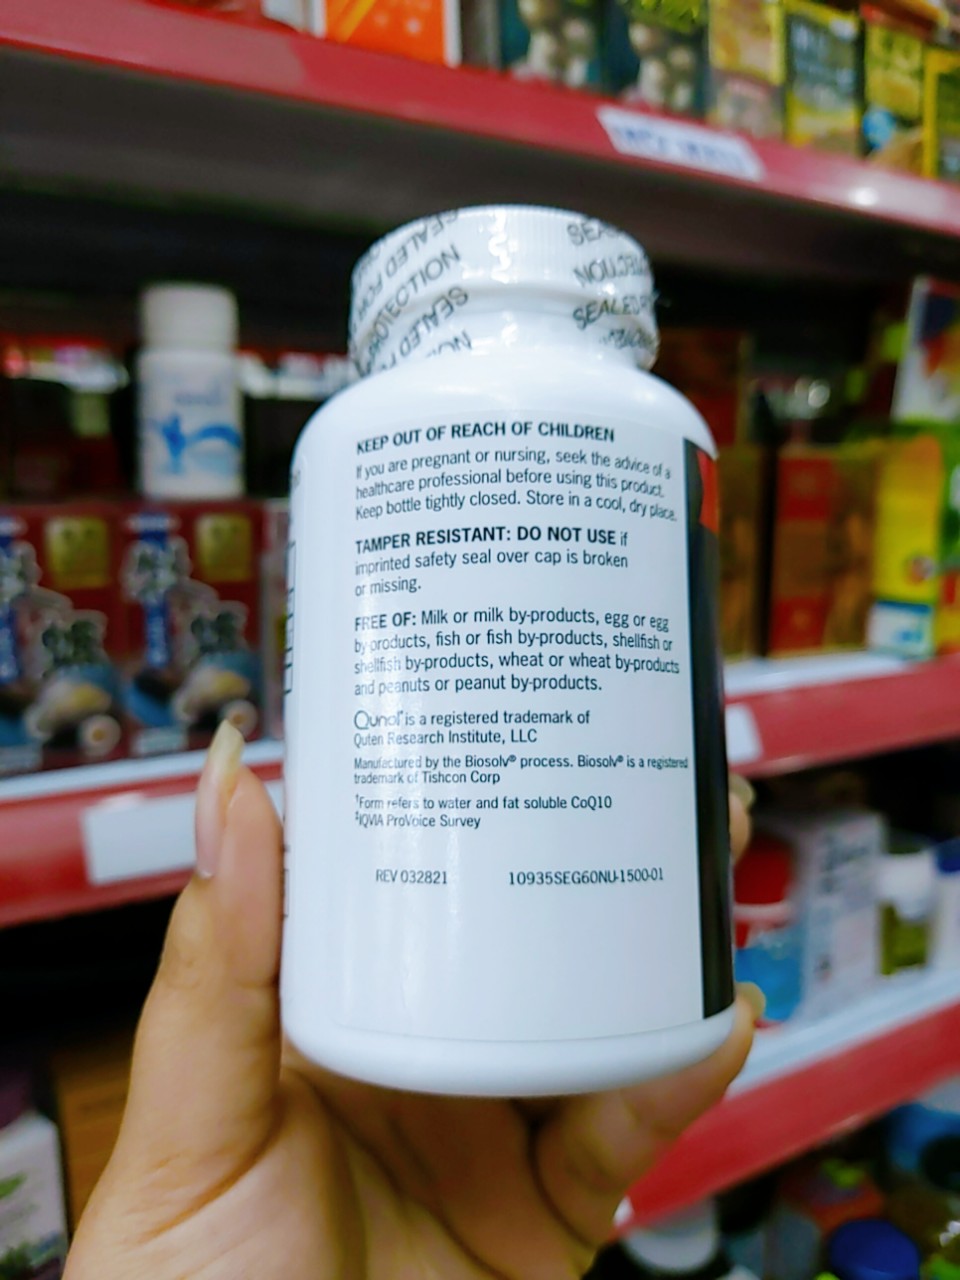 SEALED FOR
PROTECTION
SEALED
SEALED
KEEP OUT OF REACH OF CHILDREN
If you are pregnant or nursing, seek the advice of a
healthcare professional before using this product.
Keep bottle tightly closed. Store in a cool, dry place.
TAMPER RESISTANT: DO NOT USE if
imprinted safety seal over cap is broken
or missing.
FREE OF: Milk or milk by-products, egg or egg
by-products, fish or fish by-products, shellfish or
shellfish by-products, wheat or wheat by-products
and peanuts or peanut by-products.
Qunol® is a registered trademark of
Quten Research Institute, LLC
Manufactured by the Biosolv® process. Biosolv® is a registered
trademark of Tishcon Corp
†Form refers to water and fat soluble CoQ10
‡IQVIA ProVoice Survey
REV 032821 10935SEG60NU-1500-01